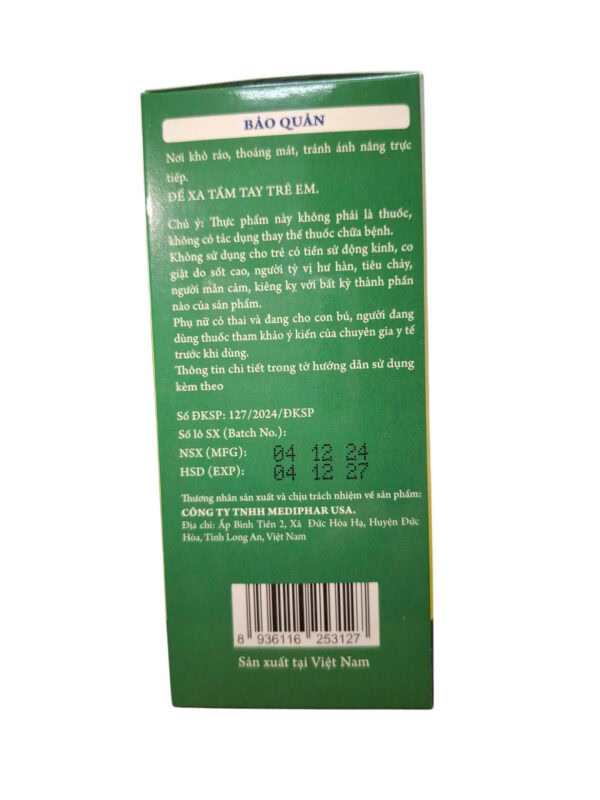 BẢO QUẢN
Nơi khô ráo, thoáng mát, tránh ánh nắng trực
tiếp.
ĐỂ XA TẦM TAY TRẺ EM.
Chú ý: Thực phẩm này không phải là thuốc,
không có tác dụng thay thế thuốc chữa bệnh.
Không sử dụng cho trẻ có tiền sử động kinh, co
giật do sốt cao, người tỳ vị hư hàn, tiêu chảy,
người mẫn cảm, kiêng kỵ với bất kỳ thành phần
nào của sản phẩm.
Phụ nữ có thai và đang cho con bú, người đang
dùng thuốc tham khảo ý kiến của chuyên gia y tế
trước khi dùng.
Thông tin chi tiết trong tờ hướng dẫn sử dụng
kèm theo
Số ĐKSP: 127/2024/ĐKSP
Số lô SX (Batch No.):
NSX (MFG): 04 12 24
HSD (EXP): 04 12 27
Thương nhân sản xuất và chịu trách nhiệm về sản phẩm:
CÔNG TY TNHH MEDIPHAR USA.
Địa chỉ: Ấp Bình Tiền 2, Xã Đức Hòa Hạ, Huyện Đức
Hòa, Tỉnh Long An, Việt Nam
8 936116 253127
Sản xuất tại Việt Nam